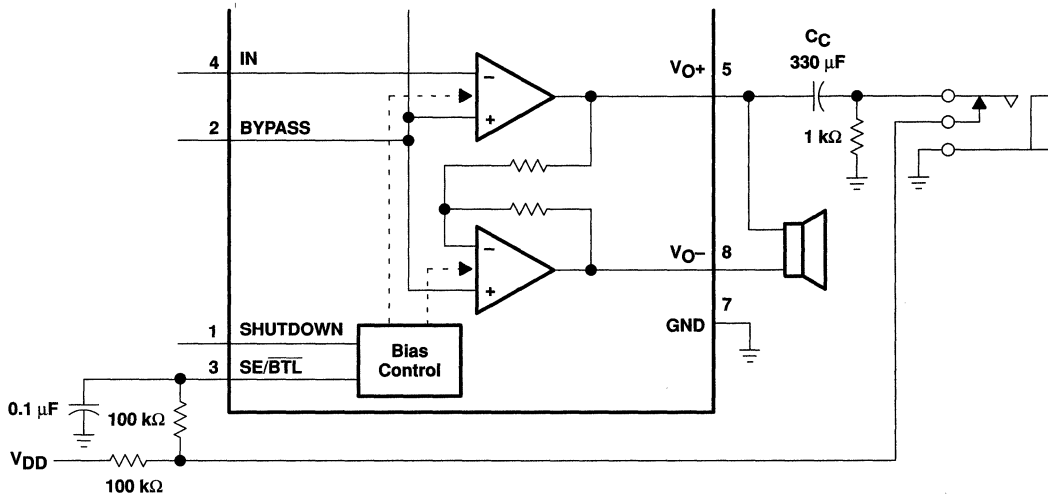 C_C
330 μF
4 IN
V_O+ 5
−
+
2 BYPASS
1 kΩ
−
V_O− 8
+
7
GND
1 SHUTDOWN
Bias
Control
3 SE/B̅T̅L̅
0.1 μF
100 kΩ
V_DD
100 kΩ